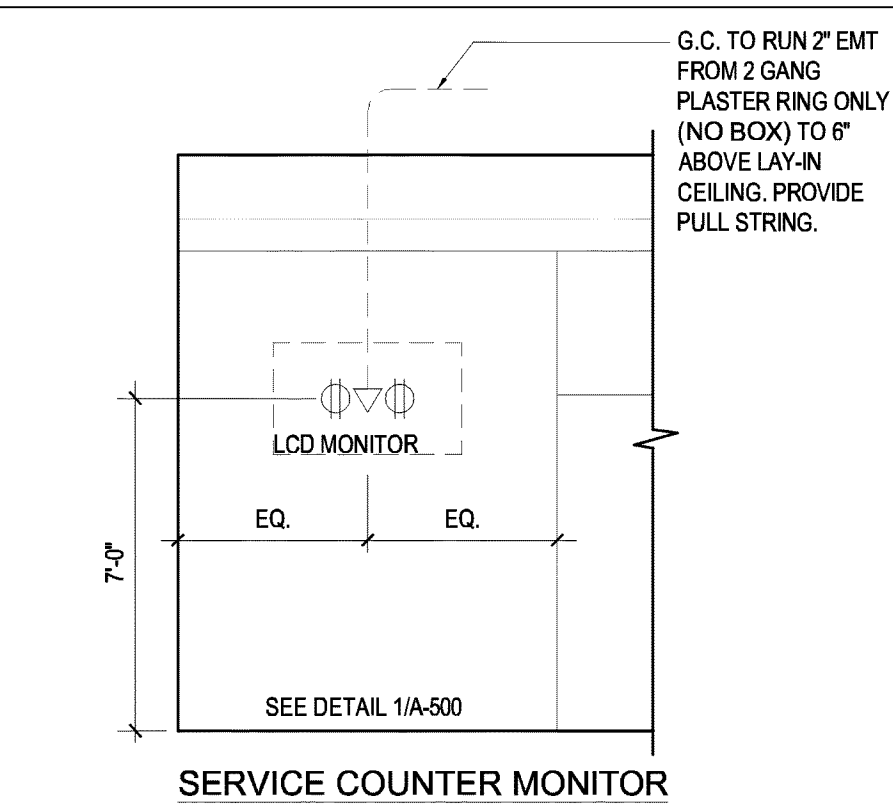 G.C. TO RUN 2" EMT
FROM 2 GANG
PLASTER RING ONLY
(NO BOX) TO 6"
ABOVE LAY-IN
CEILING. PROVIDE
PULL STRING.
LCD MONITOR
EQ.
EQ.
7'-0"
SEE DETAIL 1/A-500
SERVICE COUNTER MONITOR